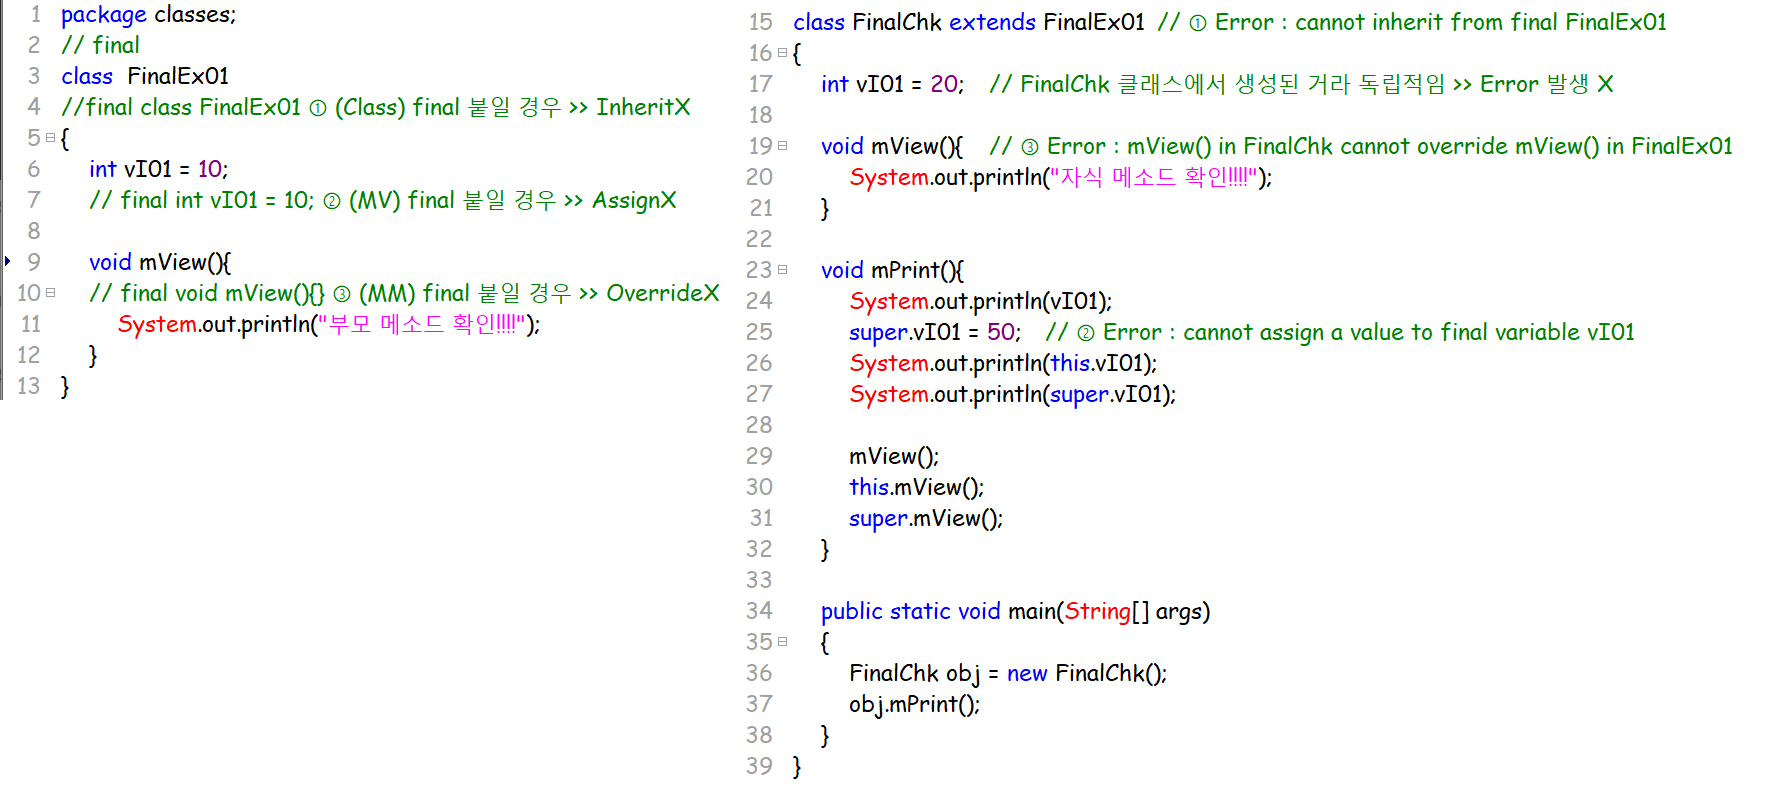 1 package classes;
2 // final
3 class  FinalEx01
4 //final class FinalEx01 ① (Class) final 붙일 경우 >> InheritX
5 {
6     int vI01 = 10;
7     // final int vI01 = 10; ② (MV) final 붙일 경우 >> AssignX
8
9     void mView(){
10     // final void mView(){} ③ (MM) final 붙일 경우 >> OverrideX
11         System.out.println("부모 메소드 확인!!!!");
12     }
13 }
15 class FinalChk extends FinalEx01  // ① Error : cannot inherit from final FinalEx01
16 {
17     int vI01 = 20;    // FinalChk 클래스에서 생성된 거라 독립적임 >> Error 발생 X
18
19     void mView(){    // ③ Error : mView() in FinalChk cannot override mView() in FinalEx01
20         System.out.println("자식 메소드 확인!!!!");
21     }
22
23     void mPrint(){
24         System.out.println(vI01);
25         super.vI01 = 50;    // ② Error : cannot assign a value to final variable vI01
26         System.out.println(this.vI01);
27         System.out.println(super.vI01);
28
29         mView();
30         this.mView();
31         super.mView();
32     }
33
34     public static void main(String[] args)
35     {
36         FinalChk obj = new FinalChk();
37         obj.mPrint();
38     }
39 }